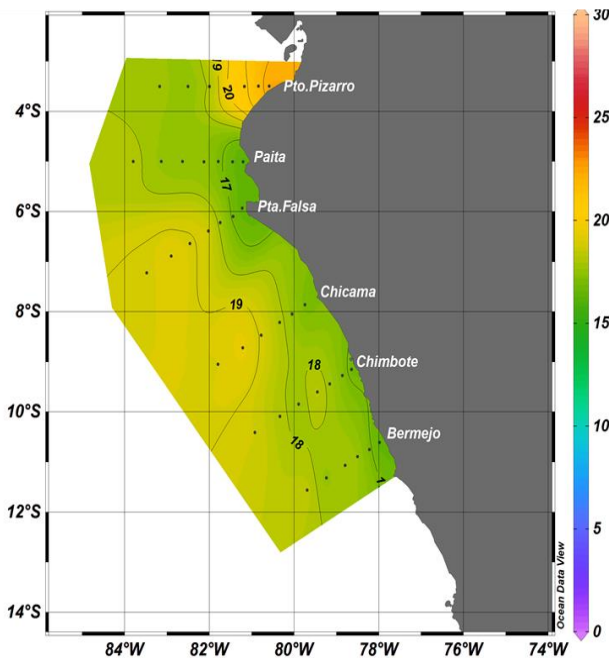 30
25
20
15
10
5
0
4°S
6°S
8°S
10°S
12°S
14°S
84°W
82°W
80°W
78°W
76°W
74°W
19
20
Pto.Pizarro
Paita
17
Pta.Falsa
Chicama
19
Chimbote
18
Bermejo
18
Ocean Data View